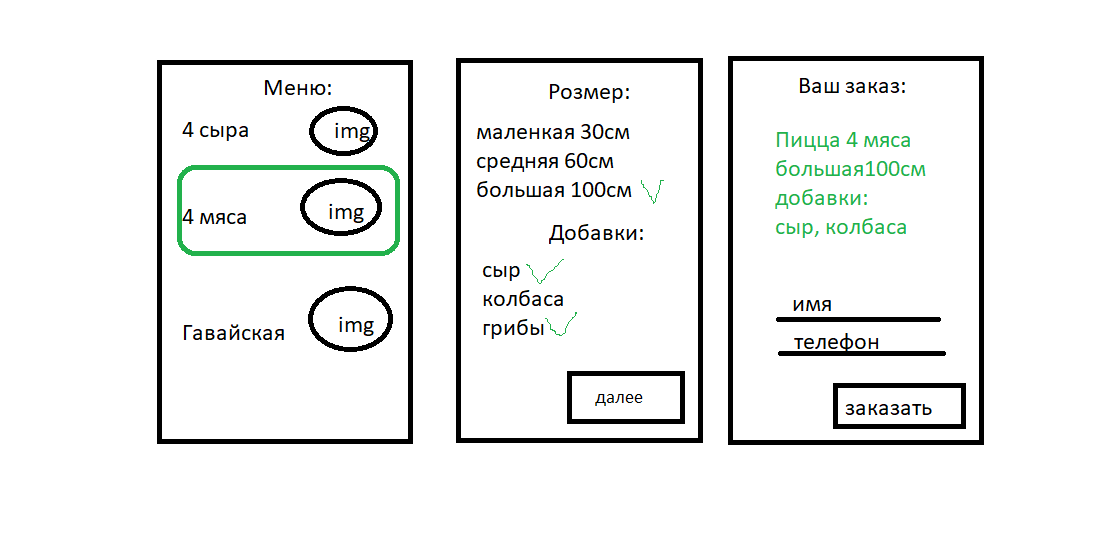 Меню:
4 сыра
img
4 мяса
img
Гавайская
img
Розмер:
маленкая 30см
средняя 60см
большая 100см
Добавки:
сыр
колбаса
грибы
далее
Ваш заказ:
Пицца 4 мяса
большая100см
добавки:
сыр, колбаса
имя
телефон
заказать